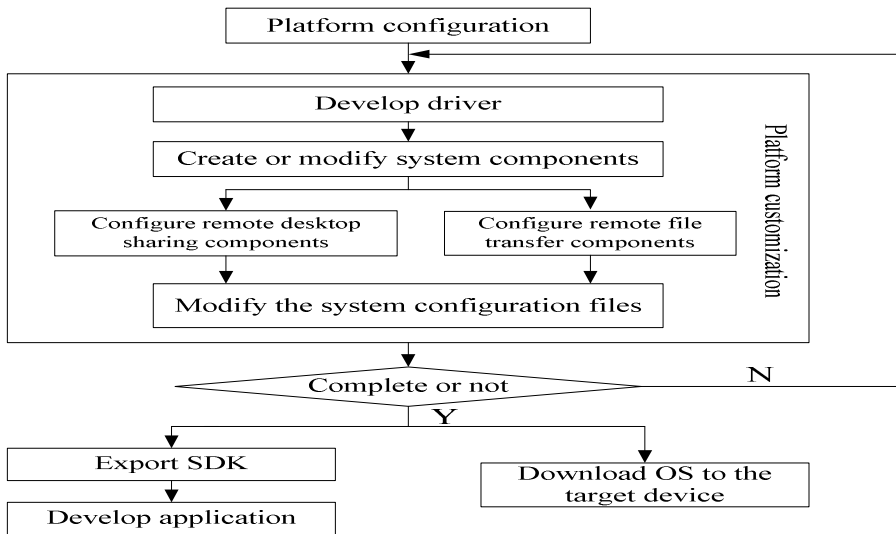 Platform configuration
Develop driver
Create or modify system components
Configure remote desktop
sharing components
Configure remote file
transfer components
Modify the system configuration files
Platform customization
Complete or not
N
Y
Export SDK
Develop application
Download OS to the
target device